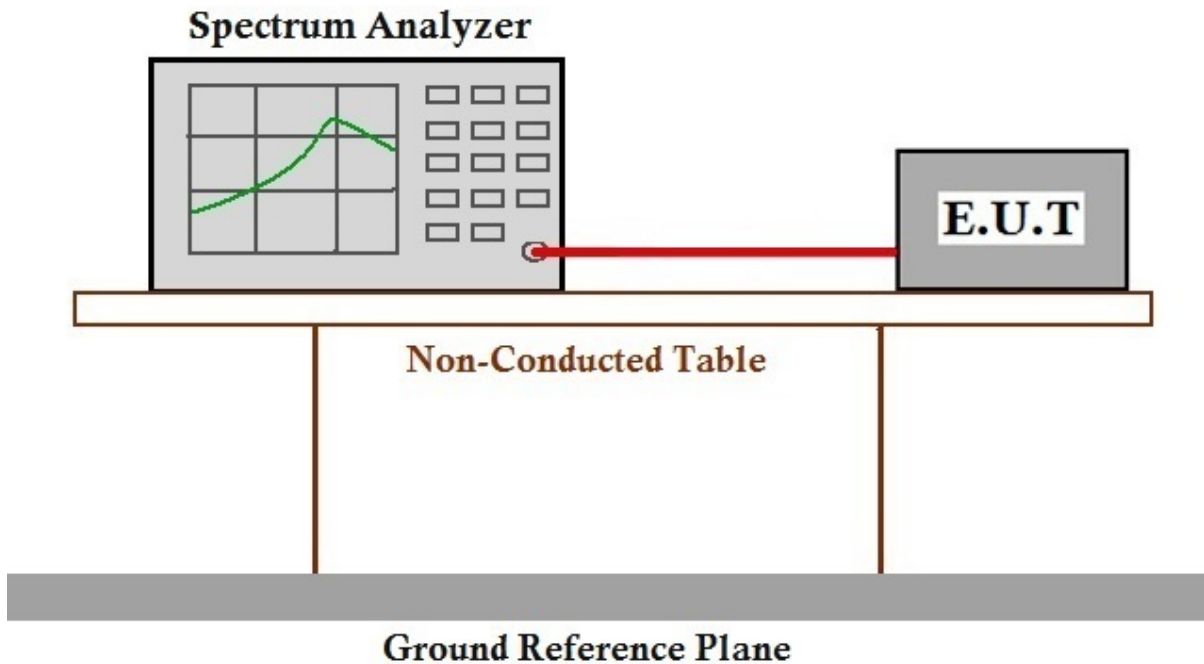 Spectrum Analyzer
E.U.T
Non-Conducted Table
Ground Reference Plane